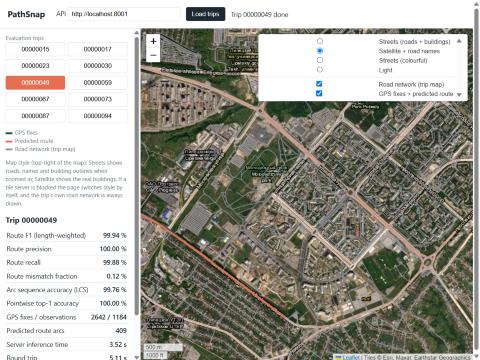 PathSnap
API
http://localhost:8001
Load trips
Trip 00000049 done
Evaluation trips
00000015
00000017
00000023
00000030
00000049
00000059
00000067
00000073
00000087
00000094
GPS fixes
Predicted route
Road network (trip map)
Map style (top-right of the map): Streets shows
roads, names and building outlines when
zoomed in; Satellite shows the real buildings. If a
tile server is blocked the page switches style by
itself, and the trip's own road network is always
drawn.
Trip 00000049
Route F1 (length-weighted) 99.94 %
Route precision 100.00 %
Route recall 99.88 %
Route mismatch fraction 0.12 %
Arc sequence accuracy (LCS) 99.76 %
Pointwise top-1 accuracy 100.00 %
GPS fixes / observations 2642 / 1184
Predicted route arcs 409
Server inference time 3.52 s
Round trip 5.11 s
+
−
Streets (roads + buildings)
Satellite + road names
Streets (colourful)
Light
Road network (trip map)
GPS fixes + predicted route
500 m
1000 ft
Leaflet | Tiles © Esri, Maxar, Earthstar Geographics